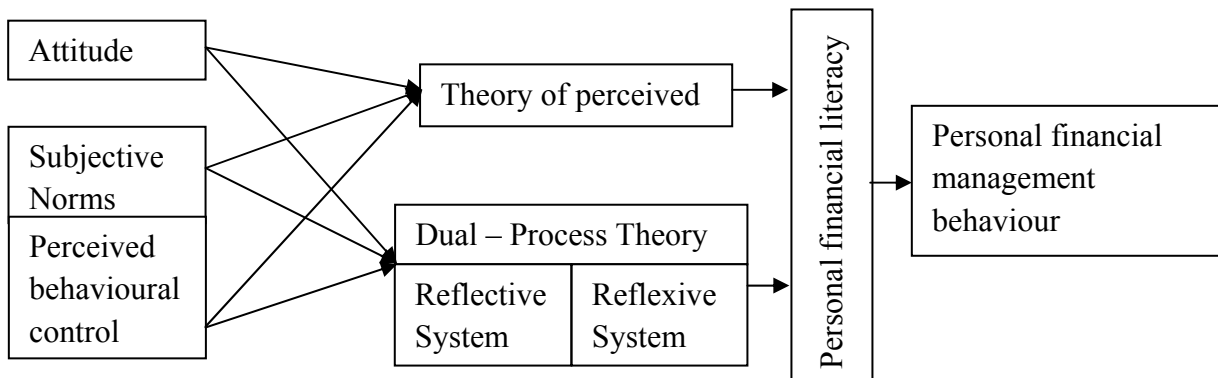 Attitude
Subjective
Norms
Perceived
behavioural
control
Theory of perceived
Dual – Process Theory
Reflective
System
Reflexive
System
Personal financial literacy
Personal financial
management
behaviour